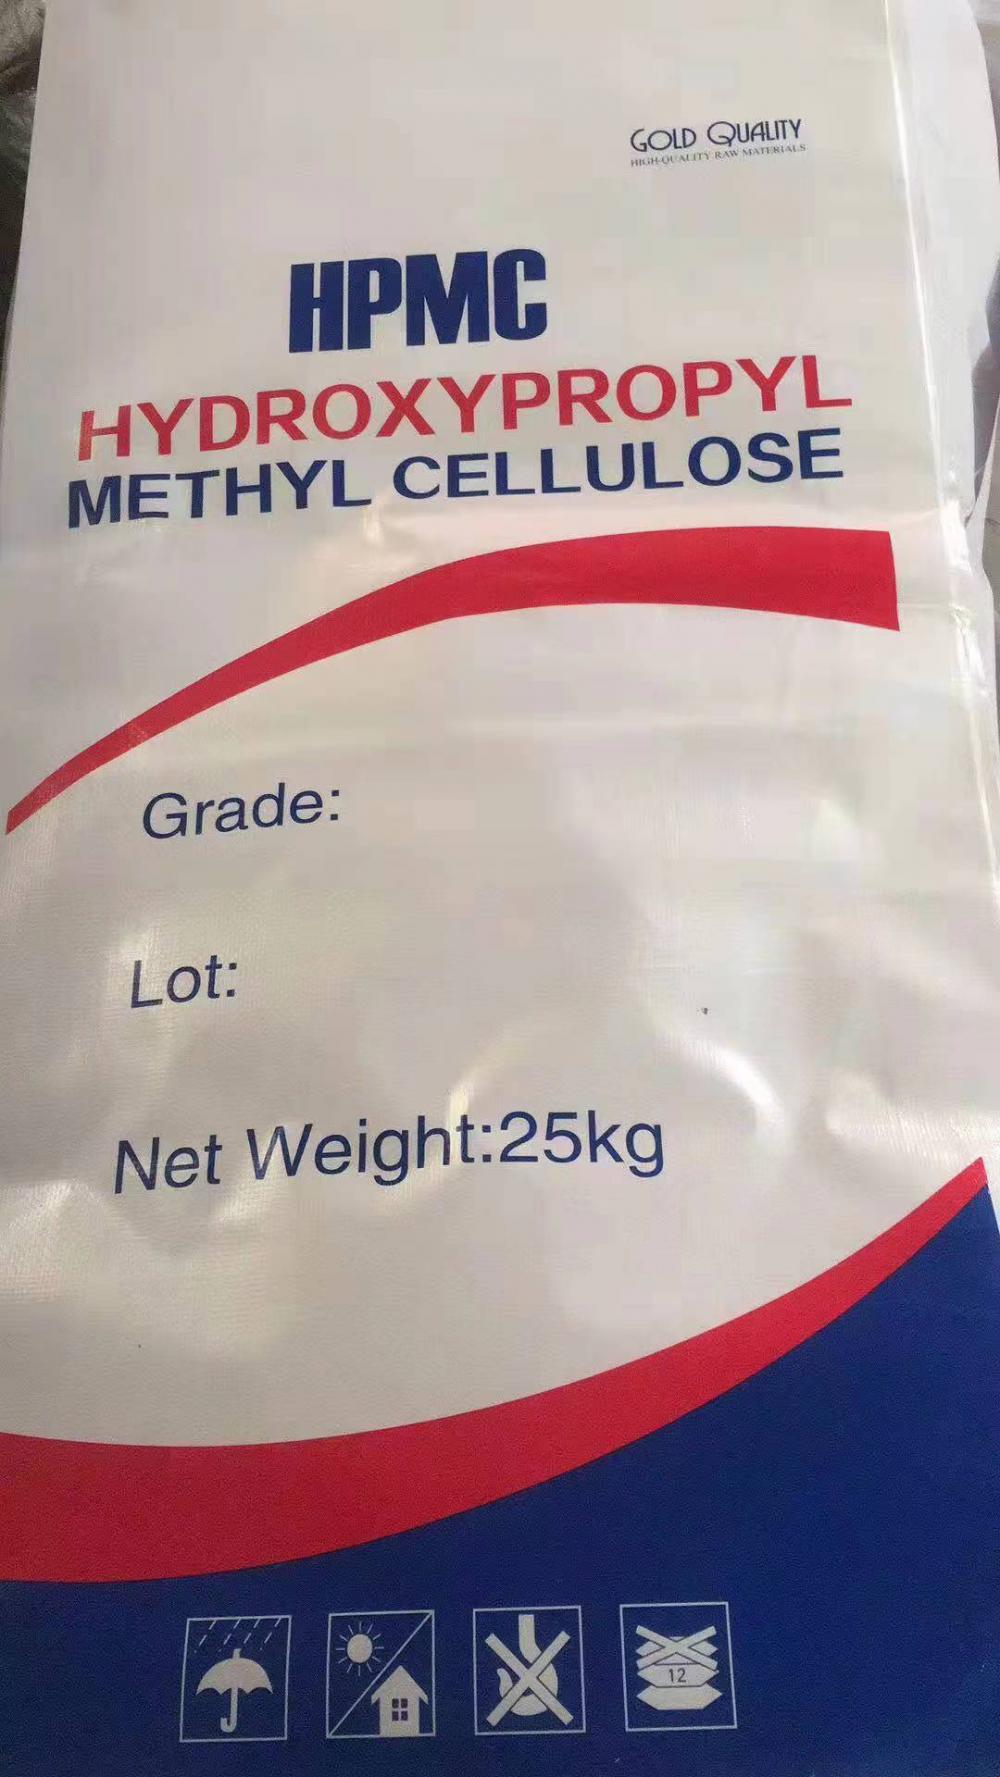 GOLD QUALITY
HIGH-QUALITY RAW MATERIALS
HPMC
HYDROXYPROPYL
METHYL CELLULOSE
Grade:
Lot:
Net Weight:25kg
12